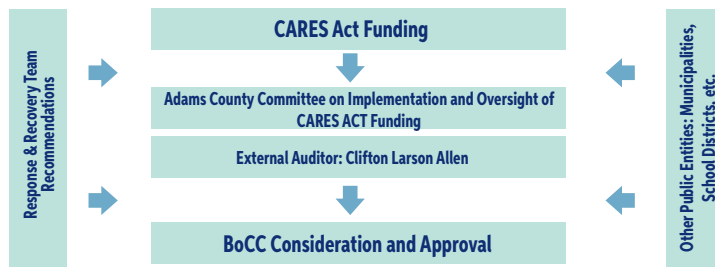 Response & Recovery Team
Recommendations
CARES Act Funding
Adams County Committee on Implementation and Oversight of
CARES ACT Funding
External Auditor: Clifton Larson Allen
BoCC Consideration and Approval
Other Public Entities: Municipalities,
School Districts, etc.